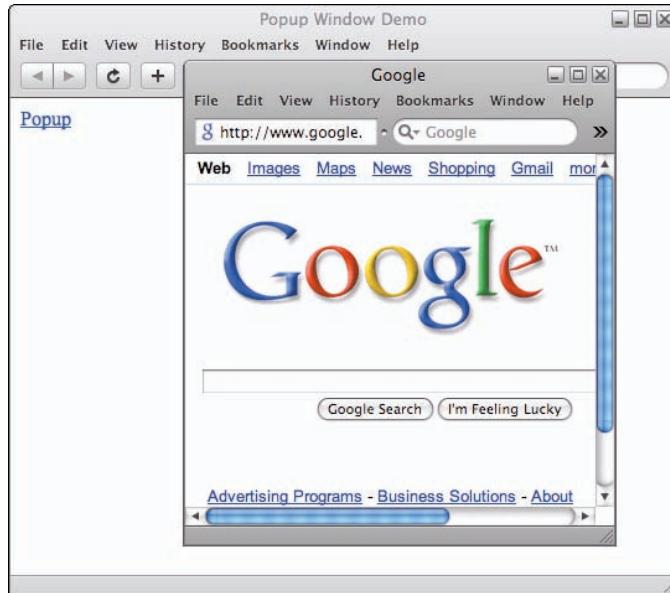 Popup Window Demo
File Edit View History Bookmarks Window Help
Popup
Google
File Edit View History Bookmarks Window Help
g http://www.google. Google
Web Images Maps News Shopping Gmail mor
Google™
Google Search I'm Feeling Lucky
Advertising Programs - Business Solutions - About